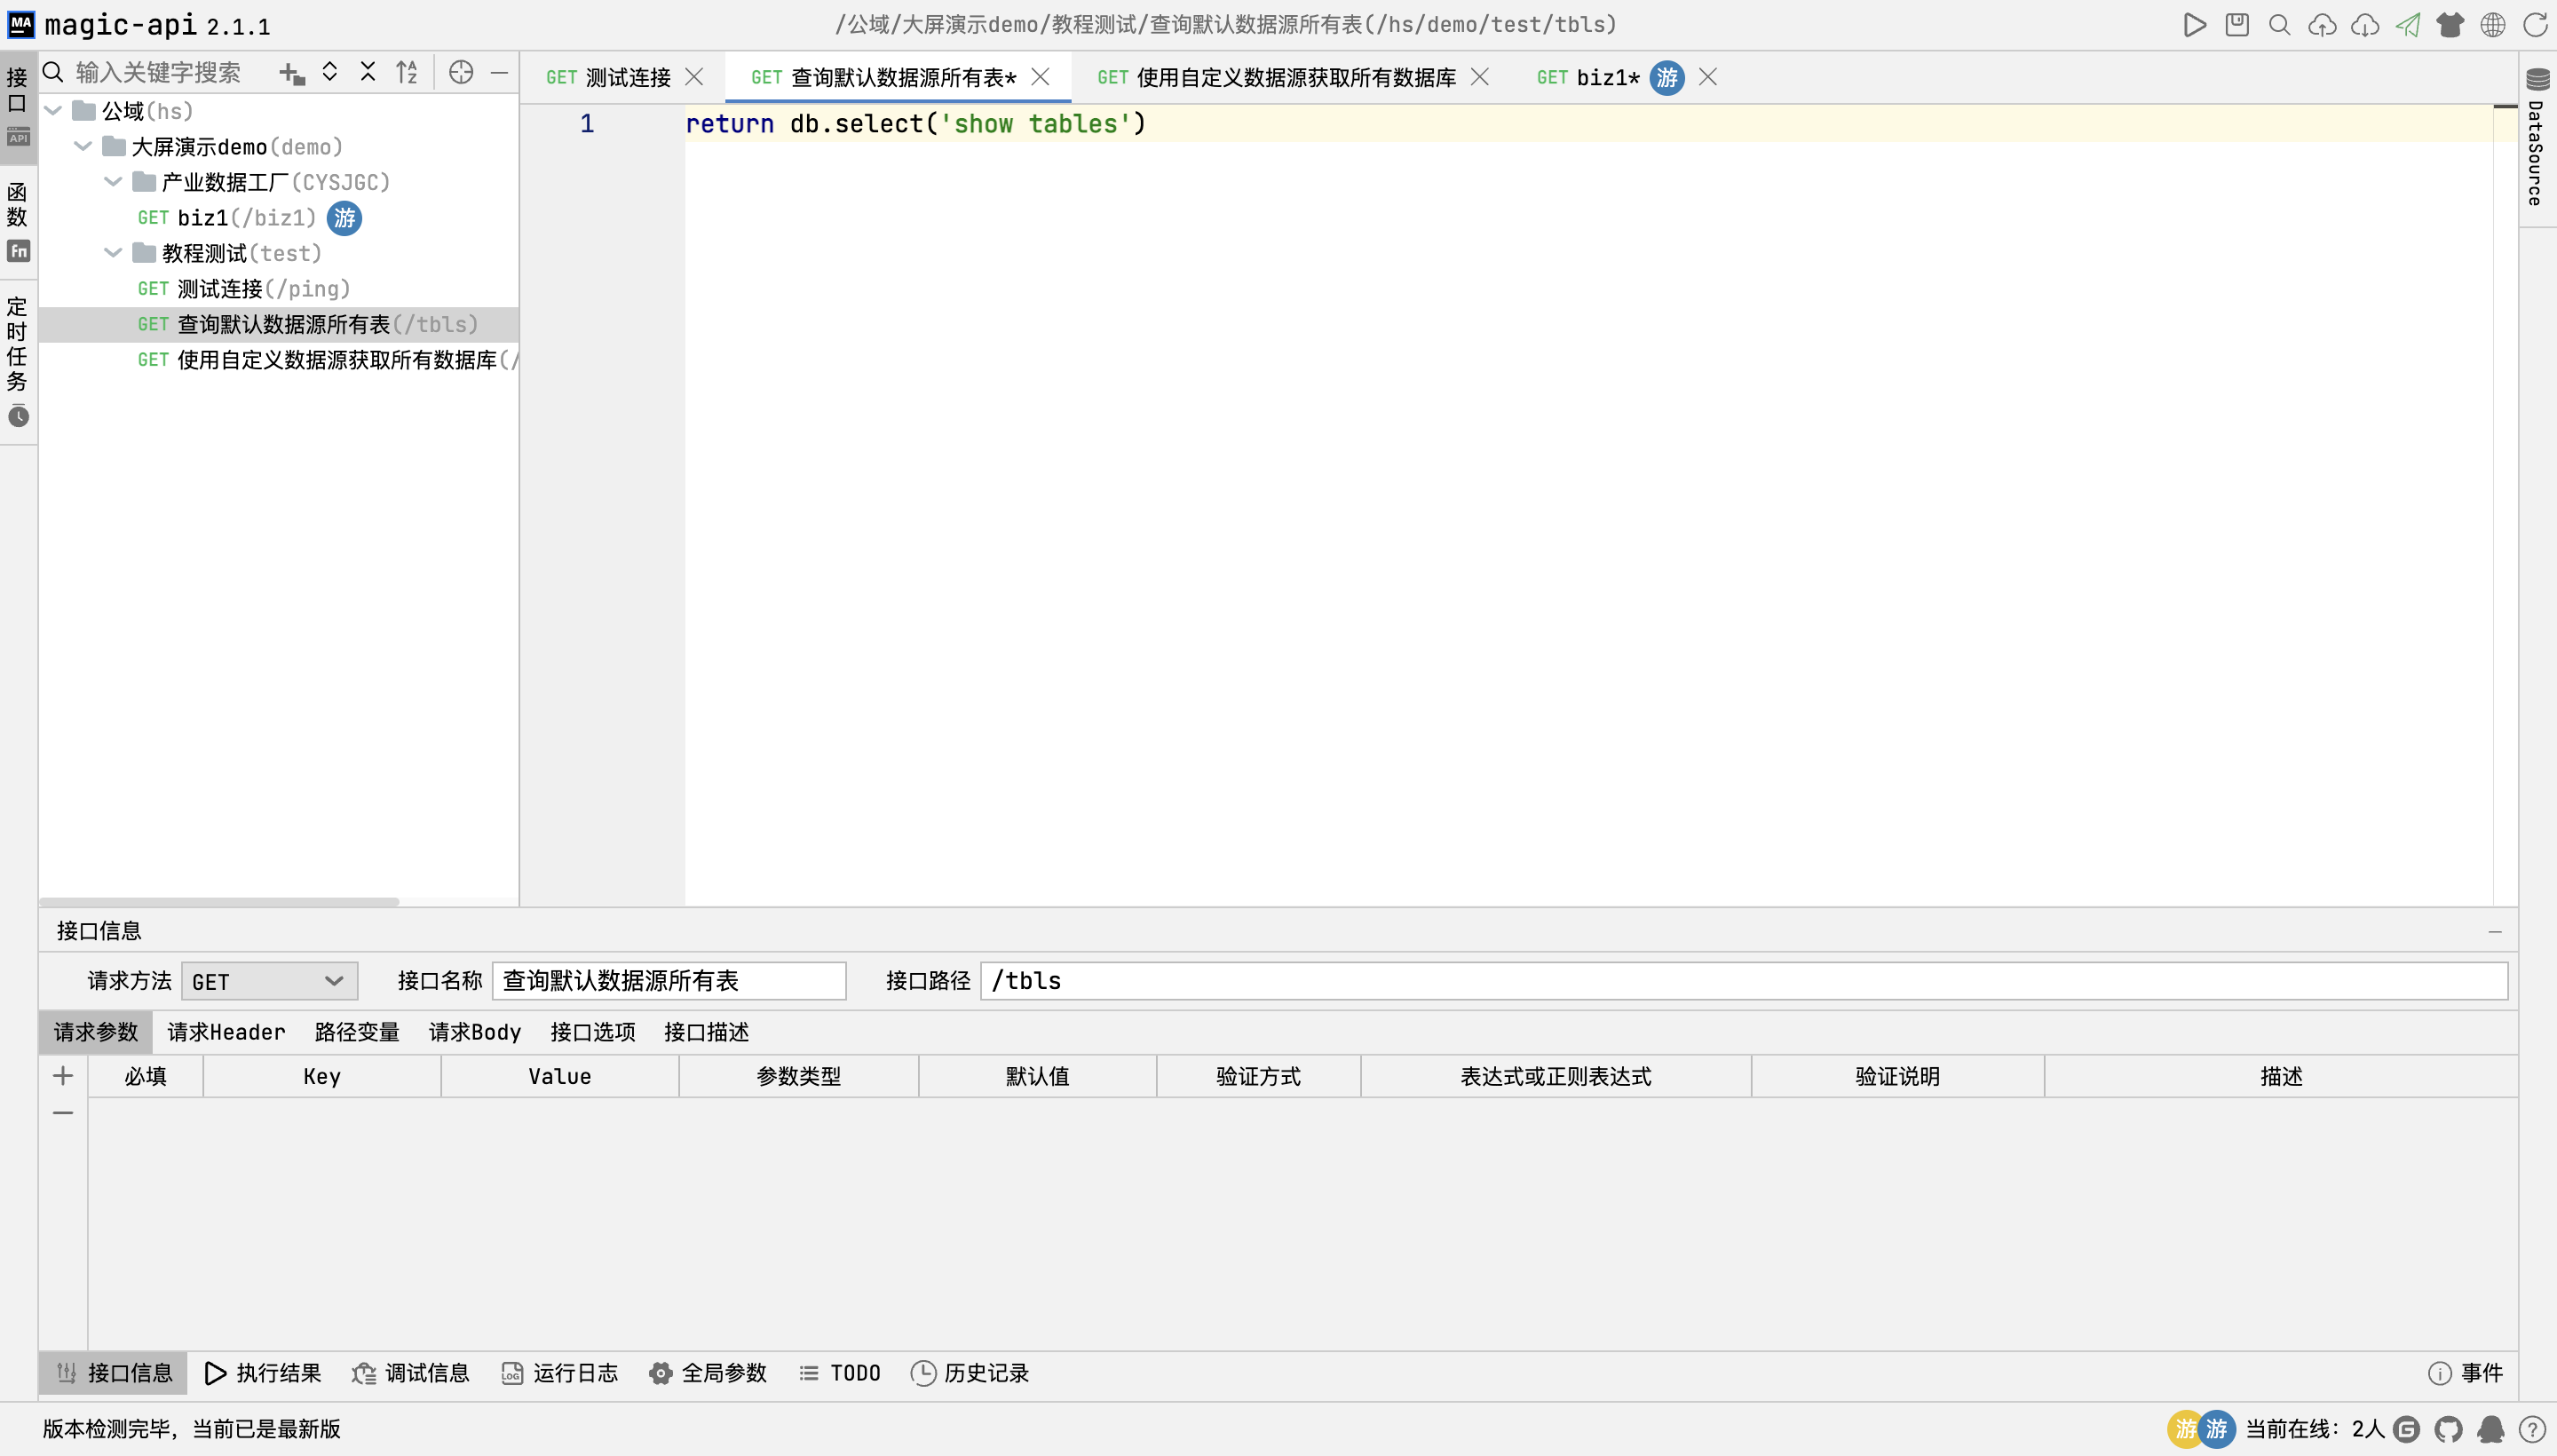 MA magic-api 2.1.1
/公域/大屏演示demo/教程测试/查询默认数据源所有表(/hs/demo/test/tbls)
接口
API
函数
fn
定时任务
输入关键字搜索
公域(hs)
大屏演示demo(demo)
产业数据工厂(CYSJGC)
GET biz1(/biz1) 游
教程测试(test)
GET 测试连接(/ping)
GET 查询默认数据源所有表(/tbls)
GET 使用自定义数据源获取所有数据库(/
GET 测试连接
GET 查询默认数据源所有表*
GET 使用自定义数据源获取所有数据库
GET biz1* 游
1 return db.select('show tables')
DataSource
接口信息
请求方法 GET 接口名称 查询默认数据源所有表 接口路径 /tbls
请求参数 请求Header 路径变量 请求Body 接口选项 接口描述
必填 Key Value 参数类型 默认值 验证方式 表达式或正则表达式 验证说明 描述
接口信息 执行结果 调试信息 LOG 运行日志 全局参数 TODO 历史记录 事件
版本检测完毕，当前已是最新版 游 游 当前在线：2人